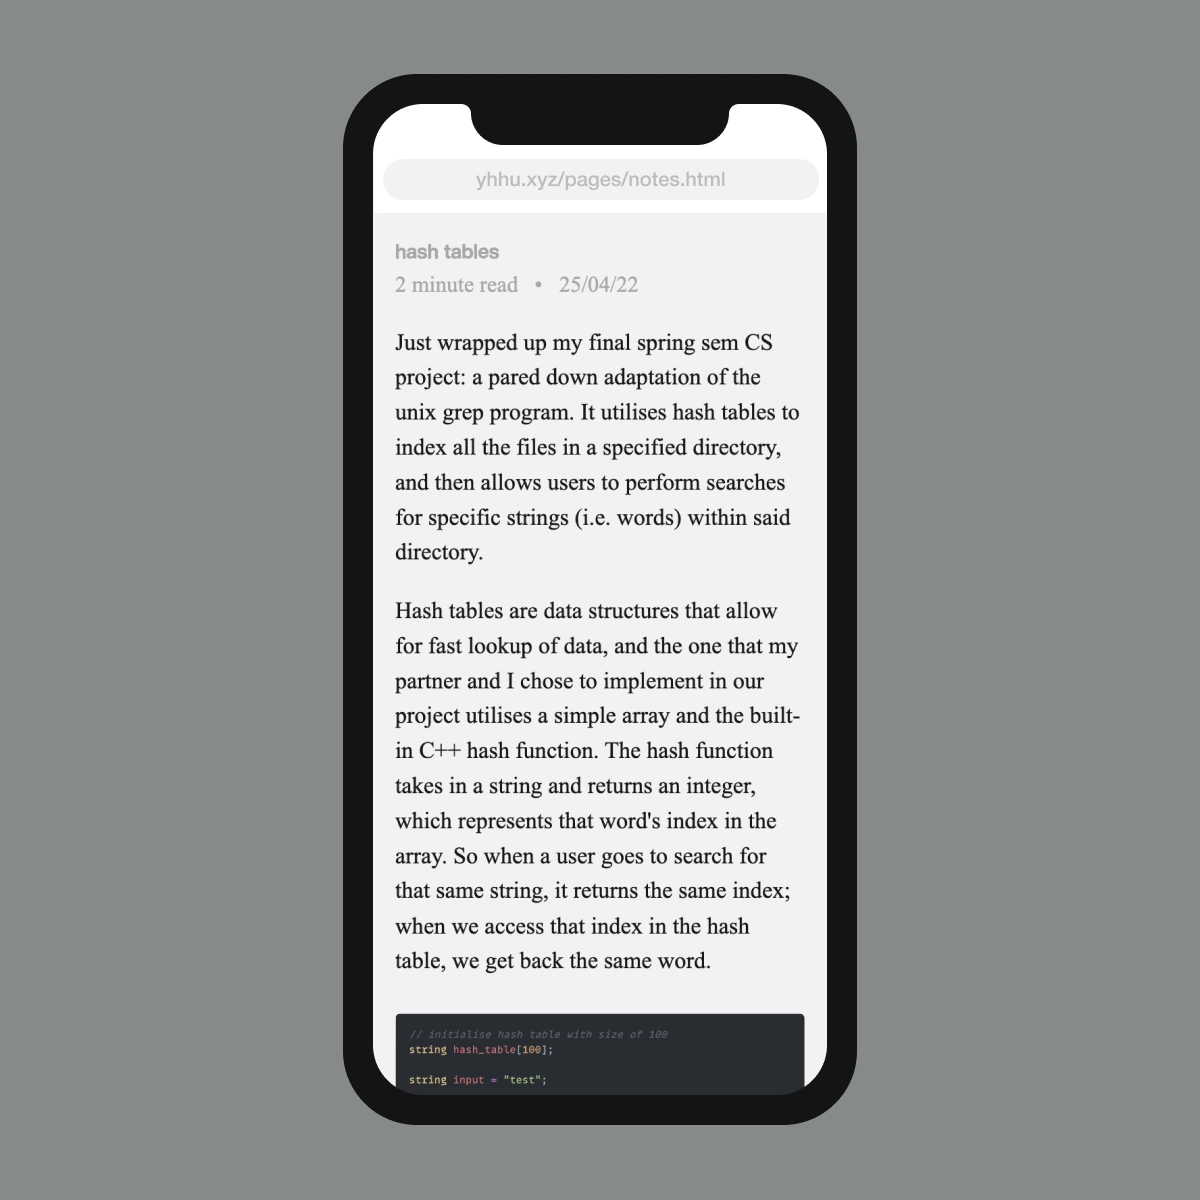 yhhu.xyz/pages/notes.html
hash tables
2 minute read • 25/04/22
Just wrapped up my final spring sem CS
project: a pared down adaptation of the
unix grep program. It utilises hash tables to
index all the files in a specified directory,
and then allows users to perform searches
for specific strings (i.e. words) within said
directory.
Hash tables are data structures that allow
for fast lookup of data, and the one that my
partner and I chose to implement in our
project utilises a simple array and the built-
in C++ hash function. The hash function
takes in a string and returns an integer,
which represents that word's index in the
array. So when a user goes to search for
that same string, it returns the same index;
when we access that index in the hash
table, we get back the same word.
// initialise hash table with size of 100
string hash_table[100];
string input = "test";